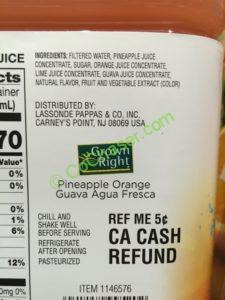 JUICE
INGREDIENTS: FILTERED WATER, PINEAPPLE JUICE
CONCENTRATE, SUGAR, ORANGE JUICE CONCENTRATE,
LIME JUICE CONCENTRATE, GUAVA JUICE CONCENTRATE,
NATURAL FLAVOR, FRUIT AND VEGETABLE EXTRACT (COLOR)
cts
tainer
mL)
DISTRIBUTED BY:
LASSONDE PAPPAS & CO, INC.
CARNEY'S POINT, NJ 08069 USA
70
Value*
0%
0%
0%
1%
6%
12%
0mg 0%
Grown
Right
Pineapple Orange
Guava Agua Fresca
CHILL AND
SHAKE WELL
BEFORE SERVING
REFRIGERATE
AFTER OPENING
PASTEURIZED
REF ME 5¢
CA CASH
REFUND
ITEM 1146576